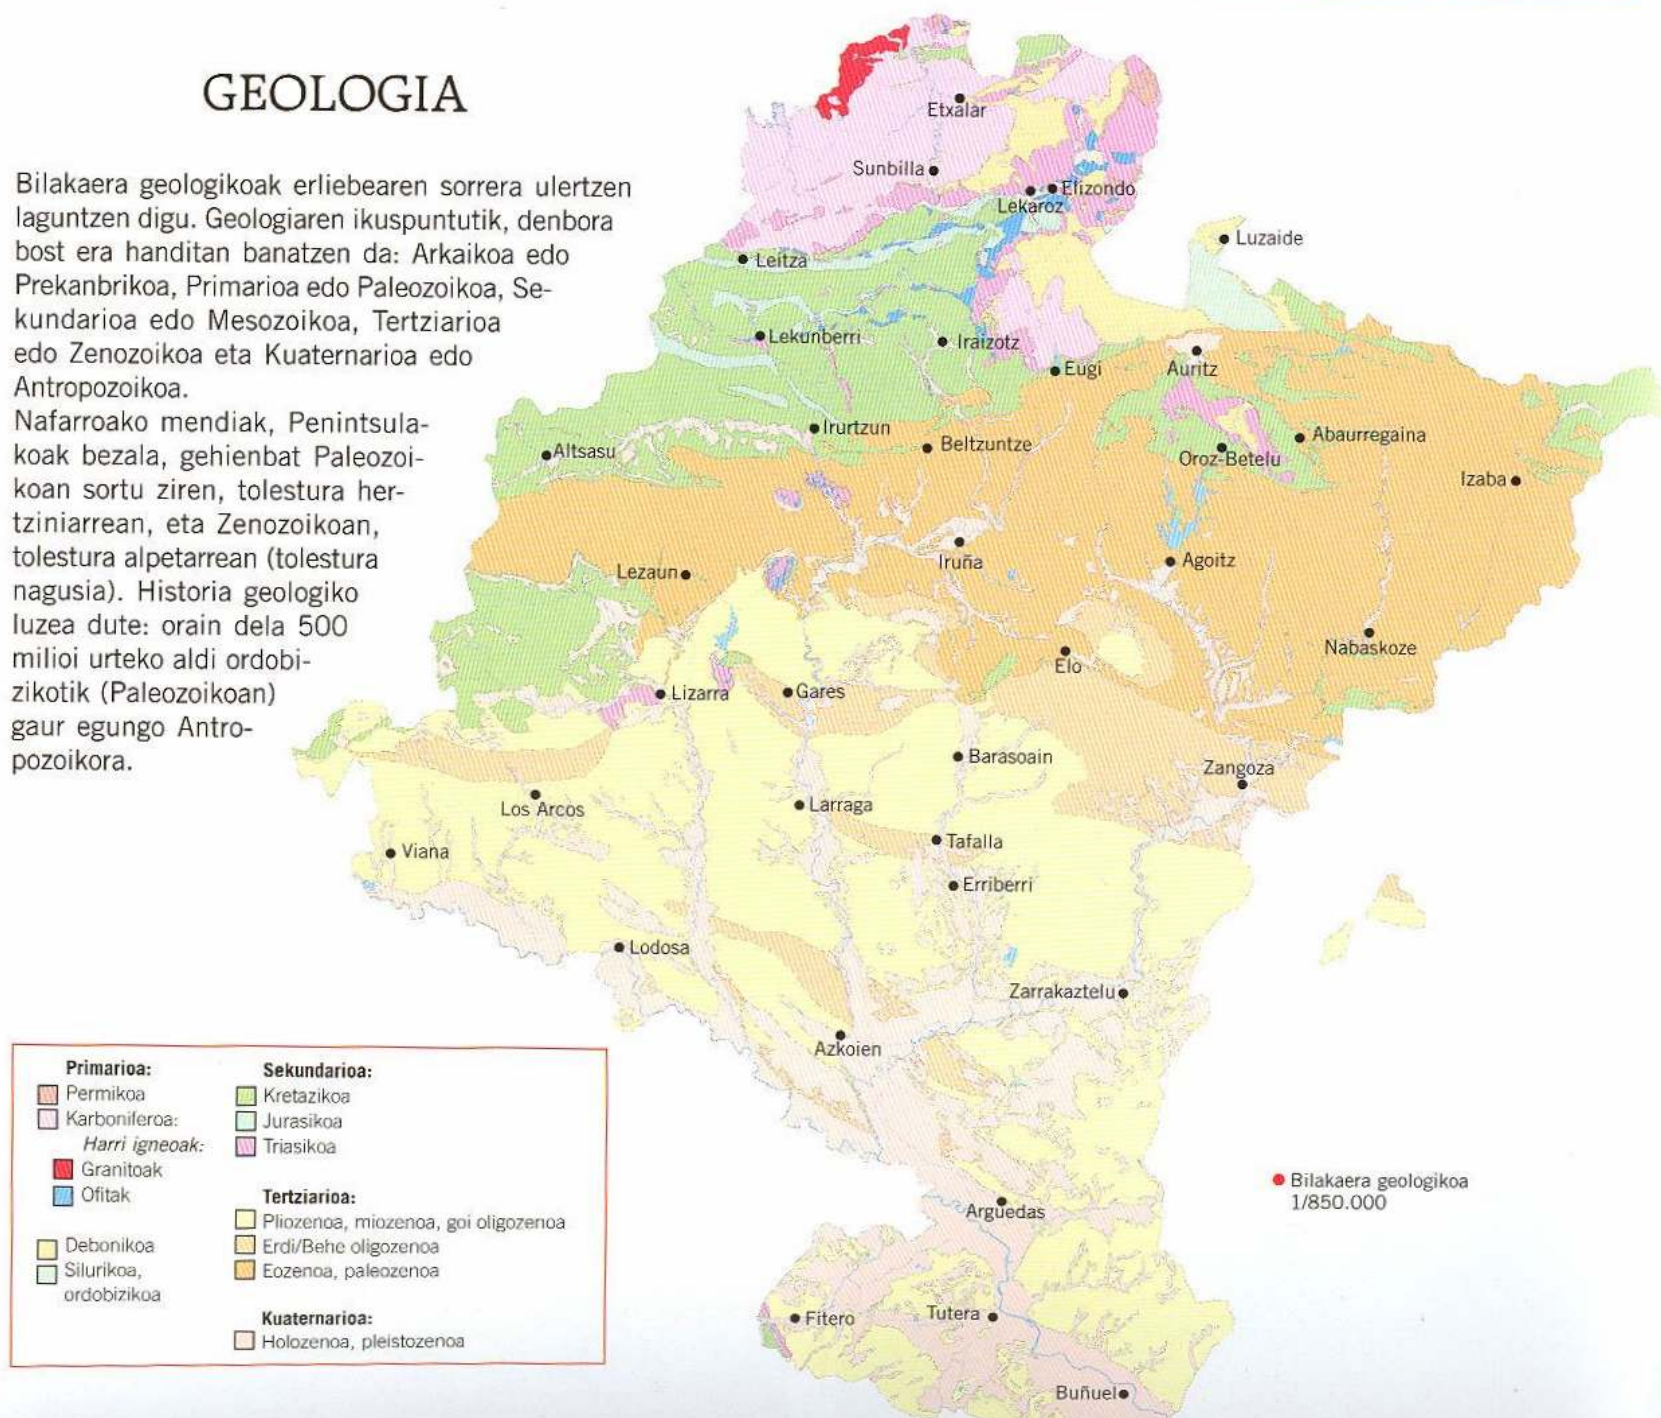 GEOLOGIA
Bilakaera geologikoak erliebearen sorrera ulertzen
laguntzen digu. Geologiaren ikuspuntutik, denbora
bost era handitan banatzen da: Arkaikoa edo
Prekanbrikoa, Primarioa edo Paleozoikoa, Se-
kundarioa edo Mesozoikoa, Tertziarioa
edo Zenozoikoa eta Kuaternarioa edo
Antropozoikoa.
Nafarroako mendiak, Penintsula-
koak bezala, gehienbat Paleozoi-
koan sortu ziren, tolestura her-
tziniarrean, eta Zenozoikoan,
tolestura alpetarrean (tolestura
nagusia). Historia geologiko
luzea dute: orain dela 500
milioi urteko aldi ordobi-
zikotik (Paleozoikoan)
gaur egungo Antro-
pozoikora.
Etxalar
Sunbilla
Elizondo
Lekaroz
Luzaide
Leitza
Lekunberri
Iraizotz
Eugi
Auritz
Irurtzun
Beltzuntze
Abaurregaina
Altsasu
Oroz-Betelu
Izaba
Iruña
Agoitz
Lezaun
Nabaskoze
Elo
Lizarra
Gares
Barasoain
Zangoza
Los Arcos
Larraga
Tafalla
Viana
Erriberri
Lodosa
Zarrakaztelu
Azkoien
Arguedas
Fitero
Tutera
Buñuel
Primarioa:
Permikoa
Karboniferoa:
Harri igneoak:
Granitoak
Ofitak
Debonikoa
Silurikoa,
ordobizikoa
Sekundarioa:
Kretazikoa
Jurasikoa
Triasikoa
Tertziarioa:
Pliozenoa, miozenoa, goi oligozenoa
Erdi/Behe oligozenoa
Eozenoa, paleozenoa
Kuaternarioa:
Holozenoa, pleistozenoa
Bilakaera geologikoa
1/850.000